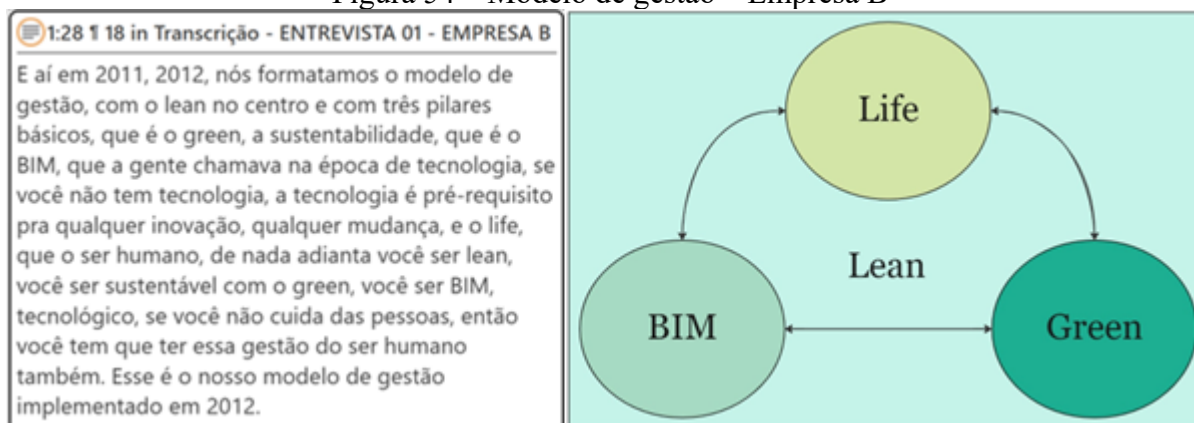 Figura 54 – Modelo de gestão – Empresa B
1:28 ¶ 18 in Transcrição - ENTREVISTA 01 - EMPRESA B
E aí em 2011, 2012, nós formatamos o modelo de
gestão, com o lean no centro e com três pilares
básicos, que é o green, a sustentabilidade, que é o
BIM, que a gente chamava na época de tecnologia, se
você não tem tecnologia, a tecnologia é pré-requisito
pra qualquer inovação, qualquer mudança, e o life,
que o ser humano, de nada adianta você ser lean,
você ser sustentável com o green, você ser BIM,
tecnológico, se você não cuida das pessoas, então
você tem que ter essa gestão do ser humano
também. Esse é o nosso modelo de gestão
implementado em 2012.
Life
Lean
BIM
Green